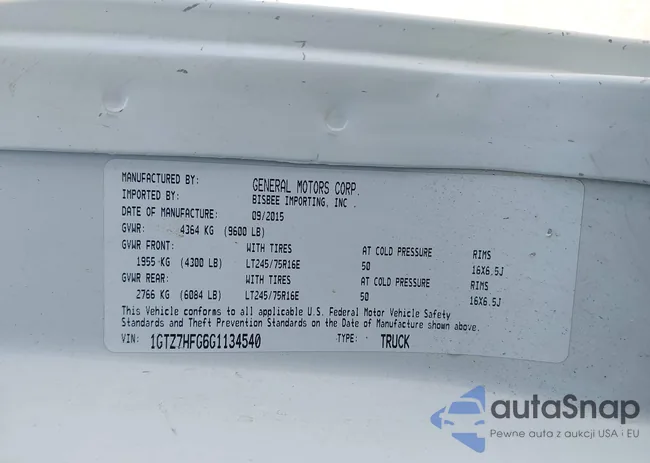 MANUFACTURED BY: GENERAL MOTORS CORP.
IMPORTED BY: BISBEE IMPORTING, INC .
DATE OF MANUFACTURE: 09/2015
GVWR: 4364 KG (9600 LB)
GVWR FRONT: WITH TIRES AT COLD PRESSURE RIMS
1955 KG (4300 LB) LT245/75R16E 50 16X6.5J
GVWR REAR: WITH TIRES AT COLD PRESSURE RIMS
2766 KG (6084 LB) LT245/75R16E 50 16X6.5J
This Vehicle conforms to all applicable U.S. Federal Motor Vehicle Safety
Standards and Theft Prevention Standards on the Date of Manufacture shown above.
VIN: 1GTZ7HFG6G1134540 TYPE: TRUCK
autaSnap
Pewne auta z aukcji USA i EU